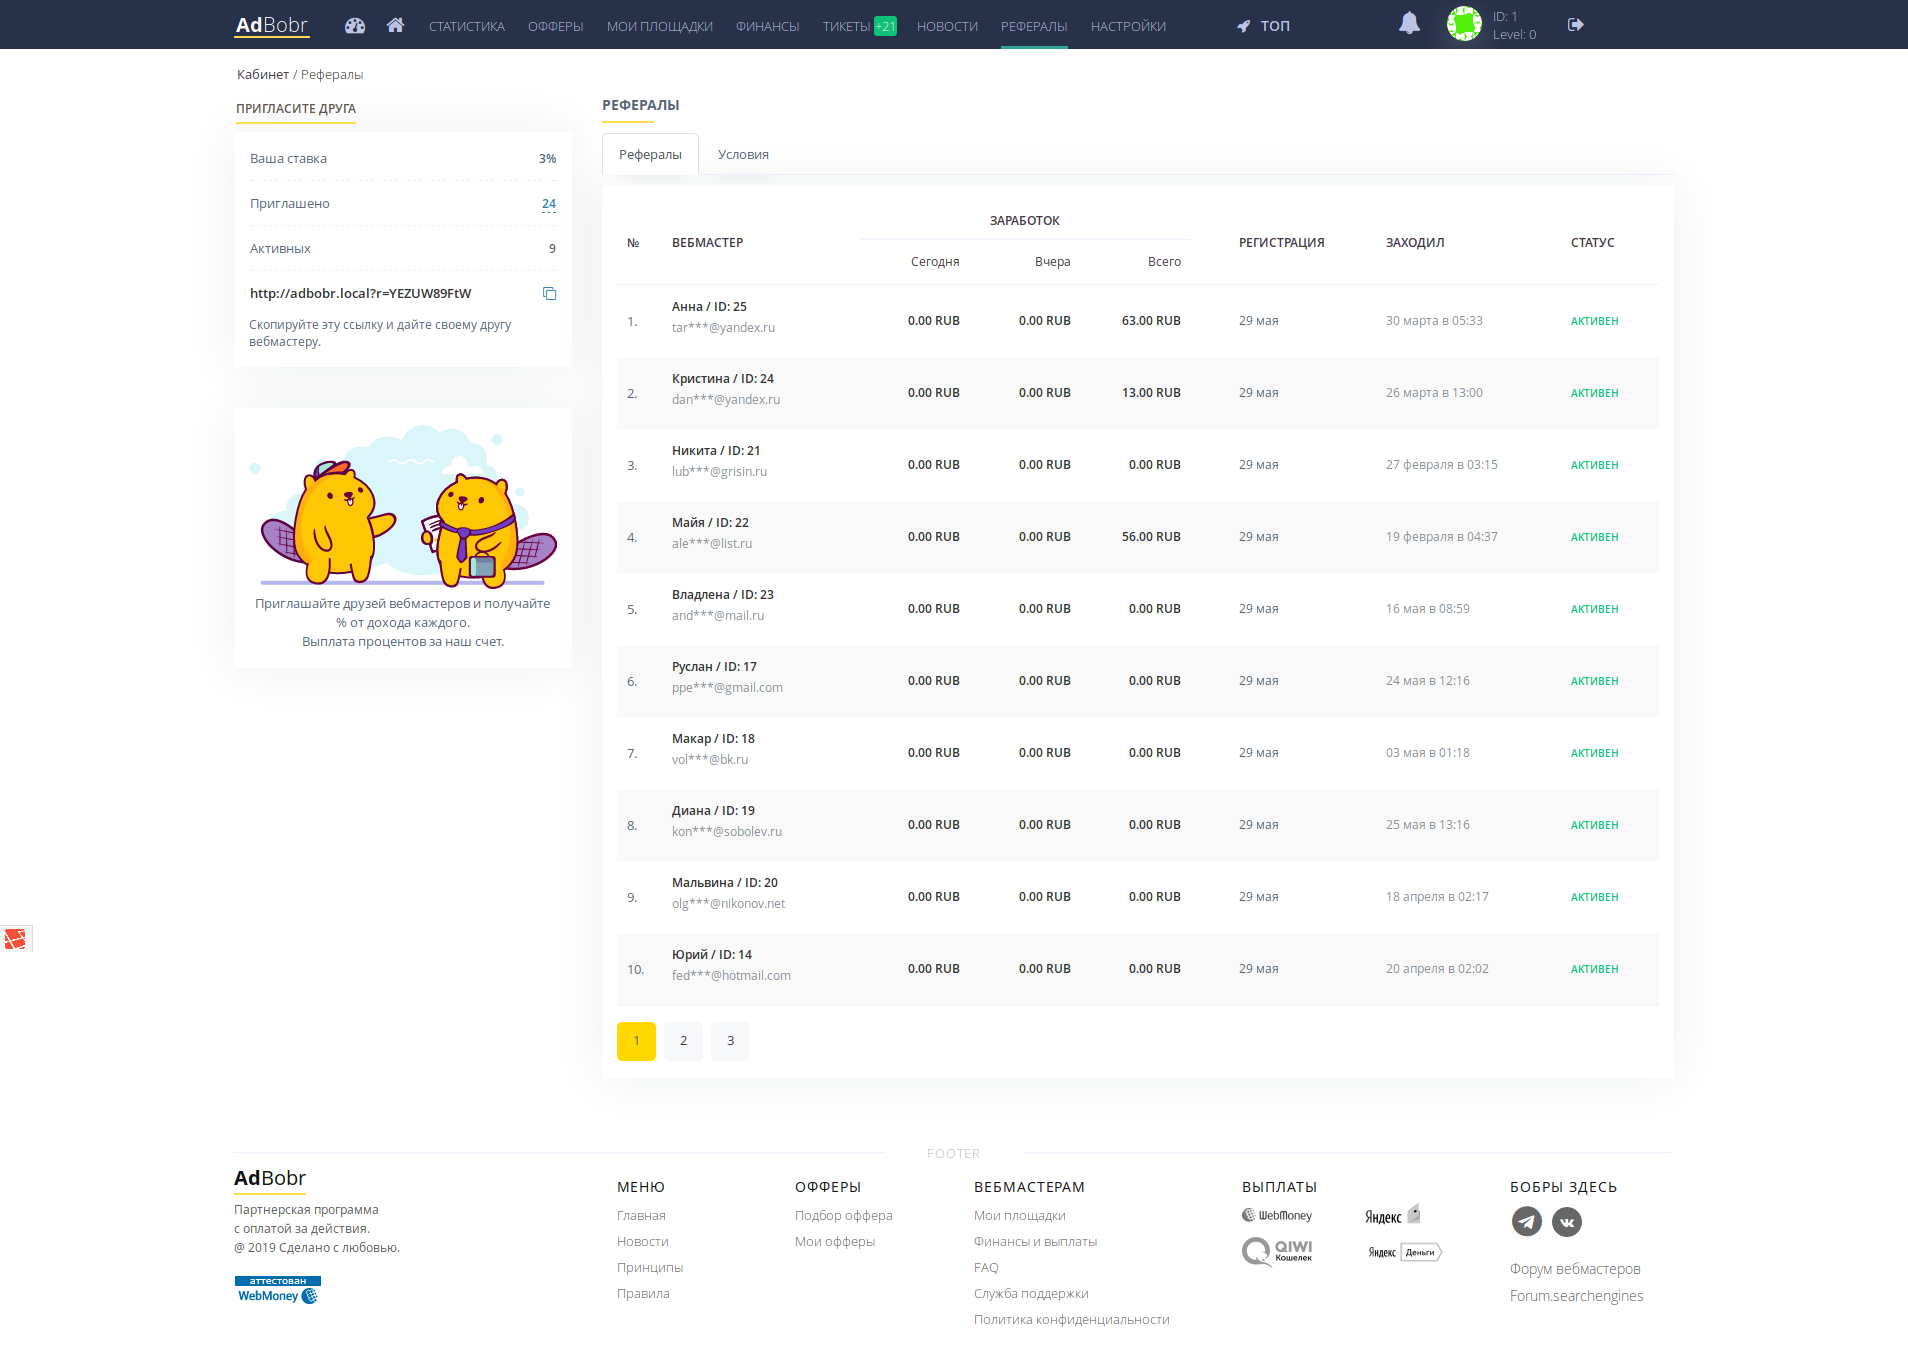 AdBobr СТАТИСТИКА ОФФЕРЫ МОИ ПЛОЩАДКИ ФИНАНСЫ ТИКЕТЫ +21 НОВОСТИ РЕФЕРАЛЫ НАСТРОЙКИ ТОП ID: 1
Level: 0
Кабинет / Рефералы
ПРИГЛАСИТЕ ДРУГА
Ваша ставка 3%
Приглашено 24
Активных 9
http://adbobr.local?r=YEZUW89FtW
Скопируйте эту ссылку и дайте своему другу
вебмастеру.
Приглашайте друзей вебмастеров и получайте
% от дохода каждого.
Выплата процентов за наш счет.
РЕФЕРАЛЫ
Рефералы Условия
№ ВЕБМАСТЕР ЗАРАБОТОК РЕГИСТРАЦИЯ ЗАХОДИЛ СТАТУС
Сегодня Вчера Всего
1. Анна / ID: 25 0.00 RUB 0.00 RUB 63.00 RUB 29 мая 30 марта в 05:33 АКТИВЕН
tar***@yandex.ru
2. Кристина / ID: 24 0.00 RUB 0.00 RUB 13.00 RUB 29 мая 26 марта в 13:00 АКТИВЕН
dan***@yandex.ru
3. Никита / ID: 21 0.00 RUB 0.00 RUB 0.00 RUB 29 мая 27 февраля в 03:15 АКТИВЕН
lub***@grisin.ru
4. Майя / ID: 22 0.00 RUB 0.00 RUB 56.00 RUB 29 мая 19 февраля в 04:37 АКТИВЕН
ale***@list.ru
5. Владлена / ID: 23 0.00 RUB 0.00 RUB 0.00 RUB 29 мая 16 мая в 08:59 АКТИВЕН
and***@mail.ru
6. Руслан / ID: 17 0.00 RUB 0.00 RUB 0.00 RUB 29 мая 24 мая в 12:16 АКТИВЕН
ppe***@gmail.com
7. Макар / ID: 18 0.00 RUB 0.00 RUB 0.00 RUB 29 мая 03 мая в 01:18 АКТИВЕН
vol***@bk.ru
8. Диана / ID: 19 0.00 RUB 0.00 RUB 0.00 RUB 29 мая 25 мая в 13:16 АКТИВЕН
kon***@sobolev.ru
9. Мальвина / ID: 20 0.00 RUB 0.00 RUB 0.00 RUB 29 мая 18 апреля в 02:17 АКТИВЕН
olg***@nikonov.net
10. Юрий / ID: 14 0.00 RUB 0.00 RUB 0.00 RUB 29 мая 20 апреля в 02:02 АКТИВЕН
fed***@hotmail.com
1 2 3
FOOTER
AdBobr
Партнерская программа
с оплатой за действия.
@ 2019 Сделано с любовью.
аттестован
WebMoney
МЕНЮ
Главная
Новости
Принципы
Правила
ОФФЕРЫ
Подбор оффера
Мои офферы
ВЕБМАСТЕРАМ
Мои площадки
Финансы и выплаты
FAQ
Служба поддержки
Политика конфиденциальности
ВЫПЛАТЫ
WebMoney Яндекс
QIWI Кошелек Яндекс Деньги
БОБРЫ ЗДЕСЬ
Форум вебмастеров
Forum.searchengines